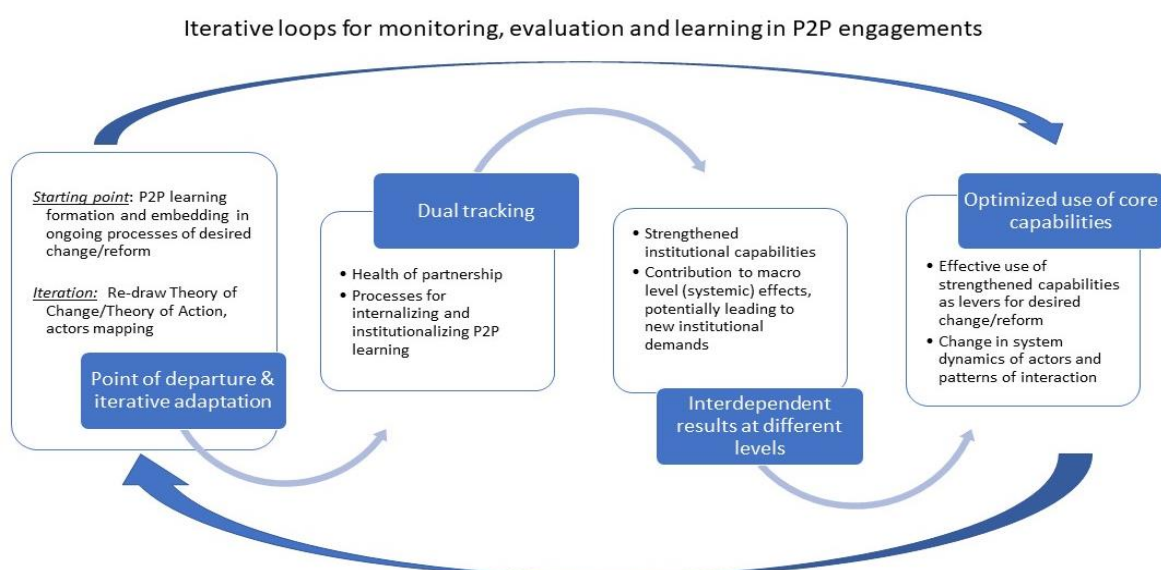 Iterative loops for monitoring, evaluation and learning in P2P engagements
Starting point: P2P learning
formation and embedding in
ongoing processes of desired
change/reform
Iteration: Re-draw Theory of
Change/Theory of Action,
actors mapping
Point of departure &
iterative adaptation
Dual tracking
• Health of partnership
• Processes for
internalizing and
institutionalizing P2P
learning
• Strengthened
institutional capabilities
• Contribution to macro
level (systemic) effects,
potentially leading to
new institutional
demands
Interdependent
results at different
levels
Optimized use of core
capabilities
• Effective use of
strengthened capabilities
as levers for desired
change/reform
• Change in system
dynamics of actors and
patterns of interaction